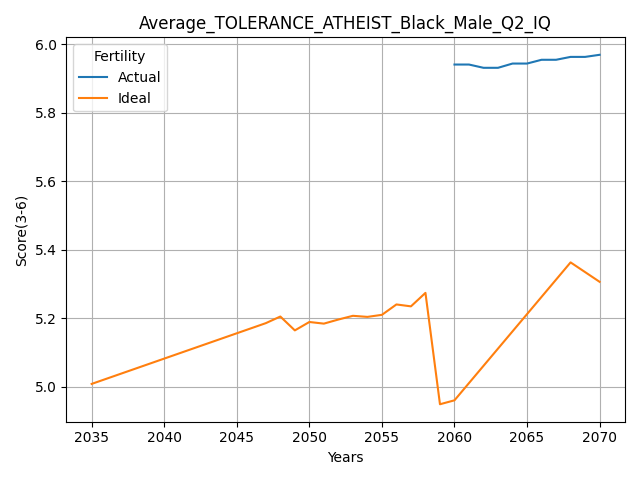 Average_TOLERANCE_ATHEIST_Black_Male_Q2_IQ
Fertility
Actual
Ideal
6.0
5.8
5.6
5.4
5.2
5.0
Score(3-6)
2035 2040 2045 2050 2055 2060 2065 2070
Years